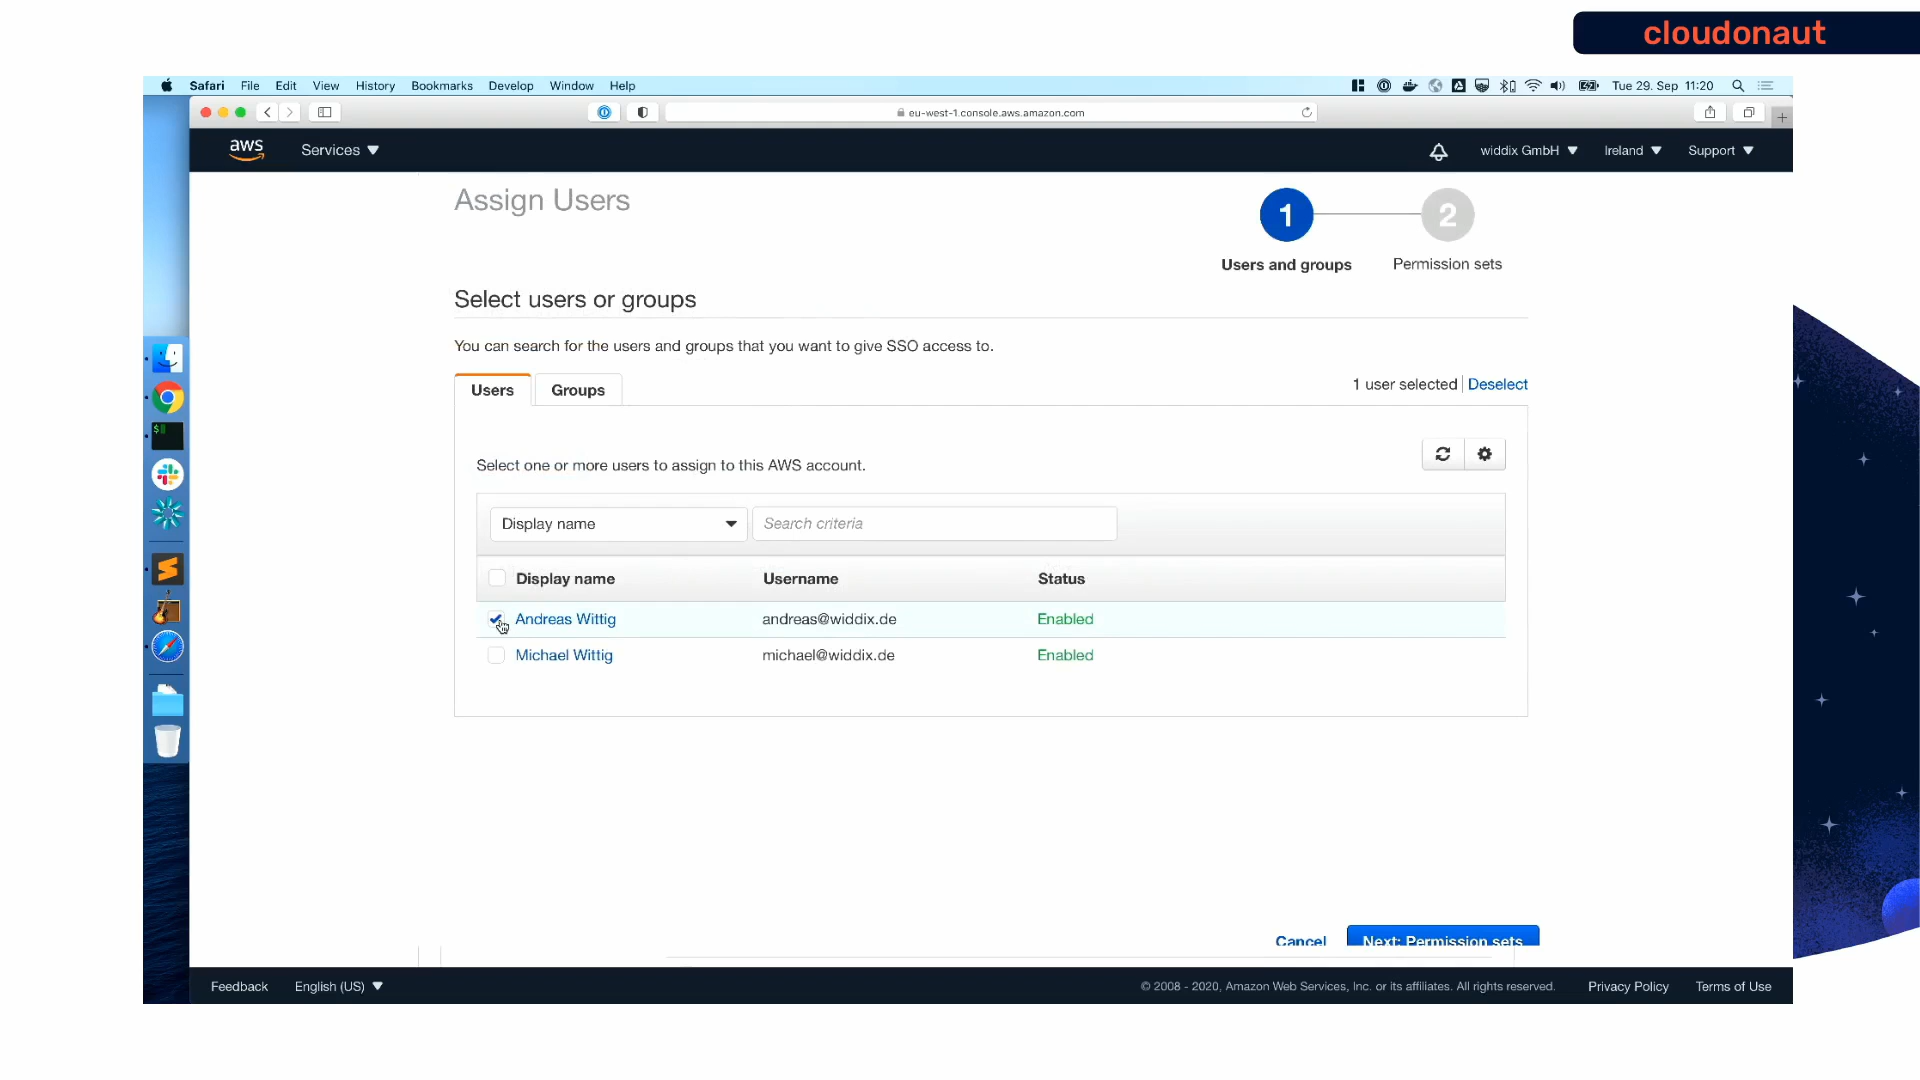 cloudonaut
Safari File Edit View History Bookmarks Develop Window Help Tue 29. Sep 11:20
eu-west-1.console.aws.amazon.com
aws Services widdix GmbH Ireland Support
Assign Users
1 2
Users and groups Permission sets
Select users or groups
You can search for the users and groups that you want to give SSO access to.
Users Groups 1 user selected Deselect
Select one or more users to assign to this AWS account.
Display name Search criteria
Display name Username Status
Andreas Wittig andreas@widdix.de Enabled
Michael Wittig michael@widdix.de Enabled
Cancel Next: Permission sets
Feedback English (US) © 2008 - 2020, Amazon Web Services, Inc. or its affiliates. All rights reserved. Privacy Policy Terms of Use